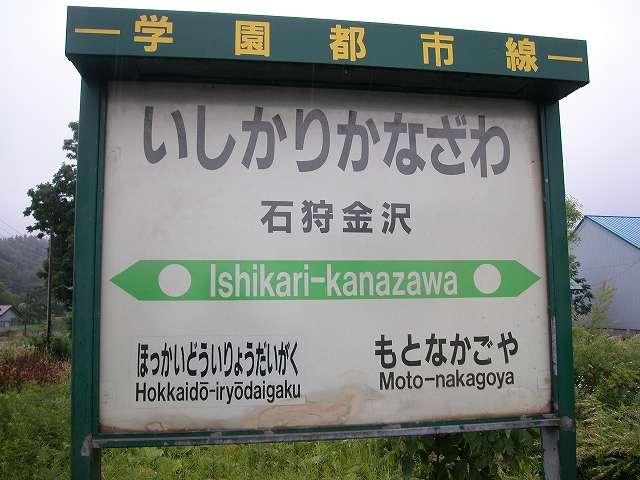 学園都市線
いしかりかなざわ
石狩金沢
Ishikari-kanazawa
ほっかいどういりょうだいがく
Hokkaidō-iryōdaigaku
もとなかごや
Moto-nakagoya